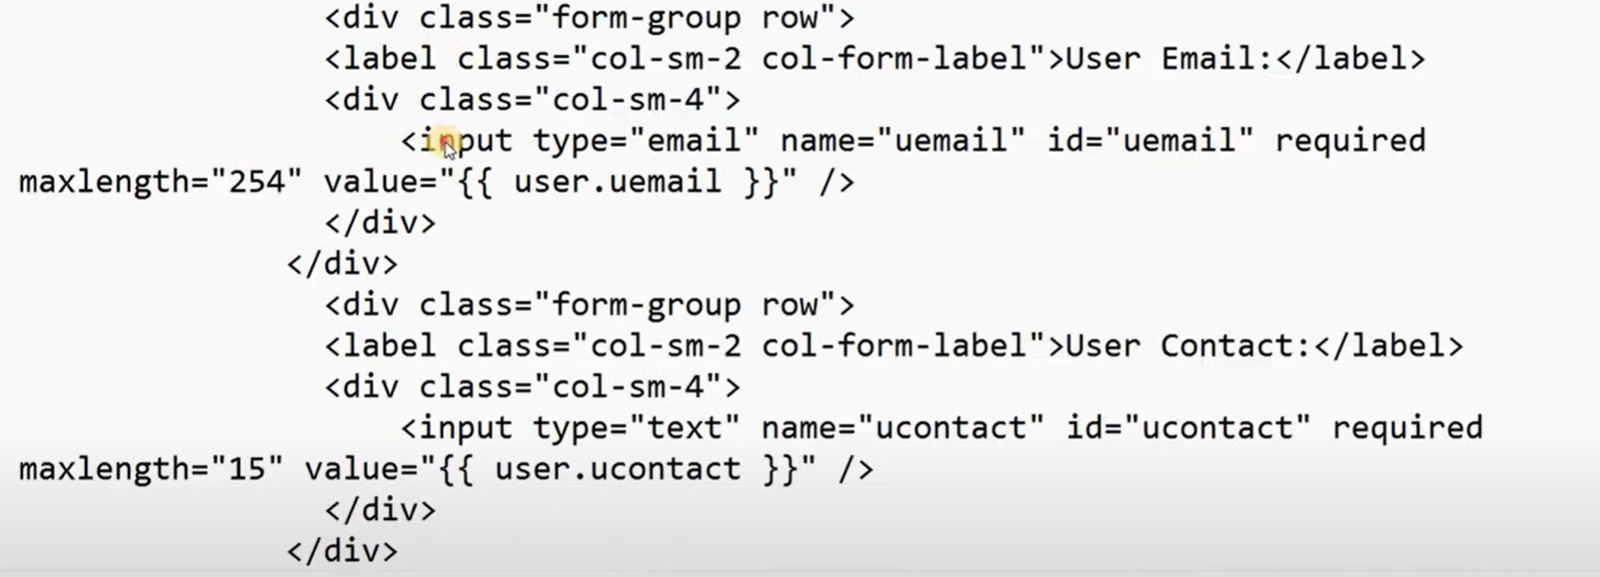 <div class="form-group row">
<label class="col-sm-2 col-form-label">User Email:</label>
<div class="col-sm-4">
<input type="email" name="uemail" id="uemail" required
maxlength="254" value="{{ user.uemail }}" />
</div>
</div>
<div class="form-group row">
<label class="col-sm-2 col-form-label">User Contact:</label>
<div class="col-sm-4">
<input type="text" name="ucontact" id="ucontact" required
maxlength="15" value="{{ user.ucontact }}" />
</div>
</div>